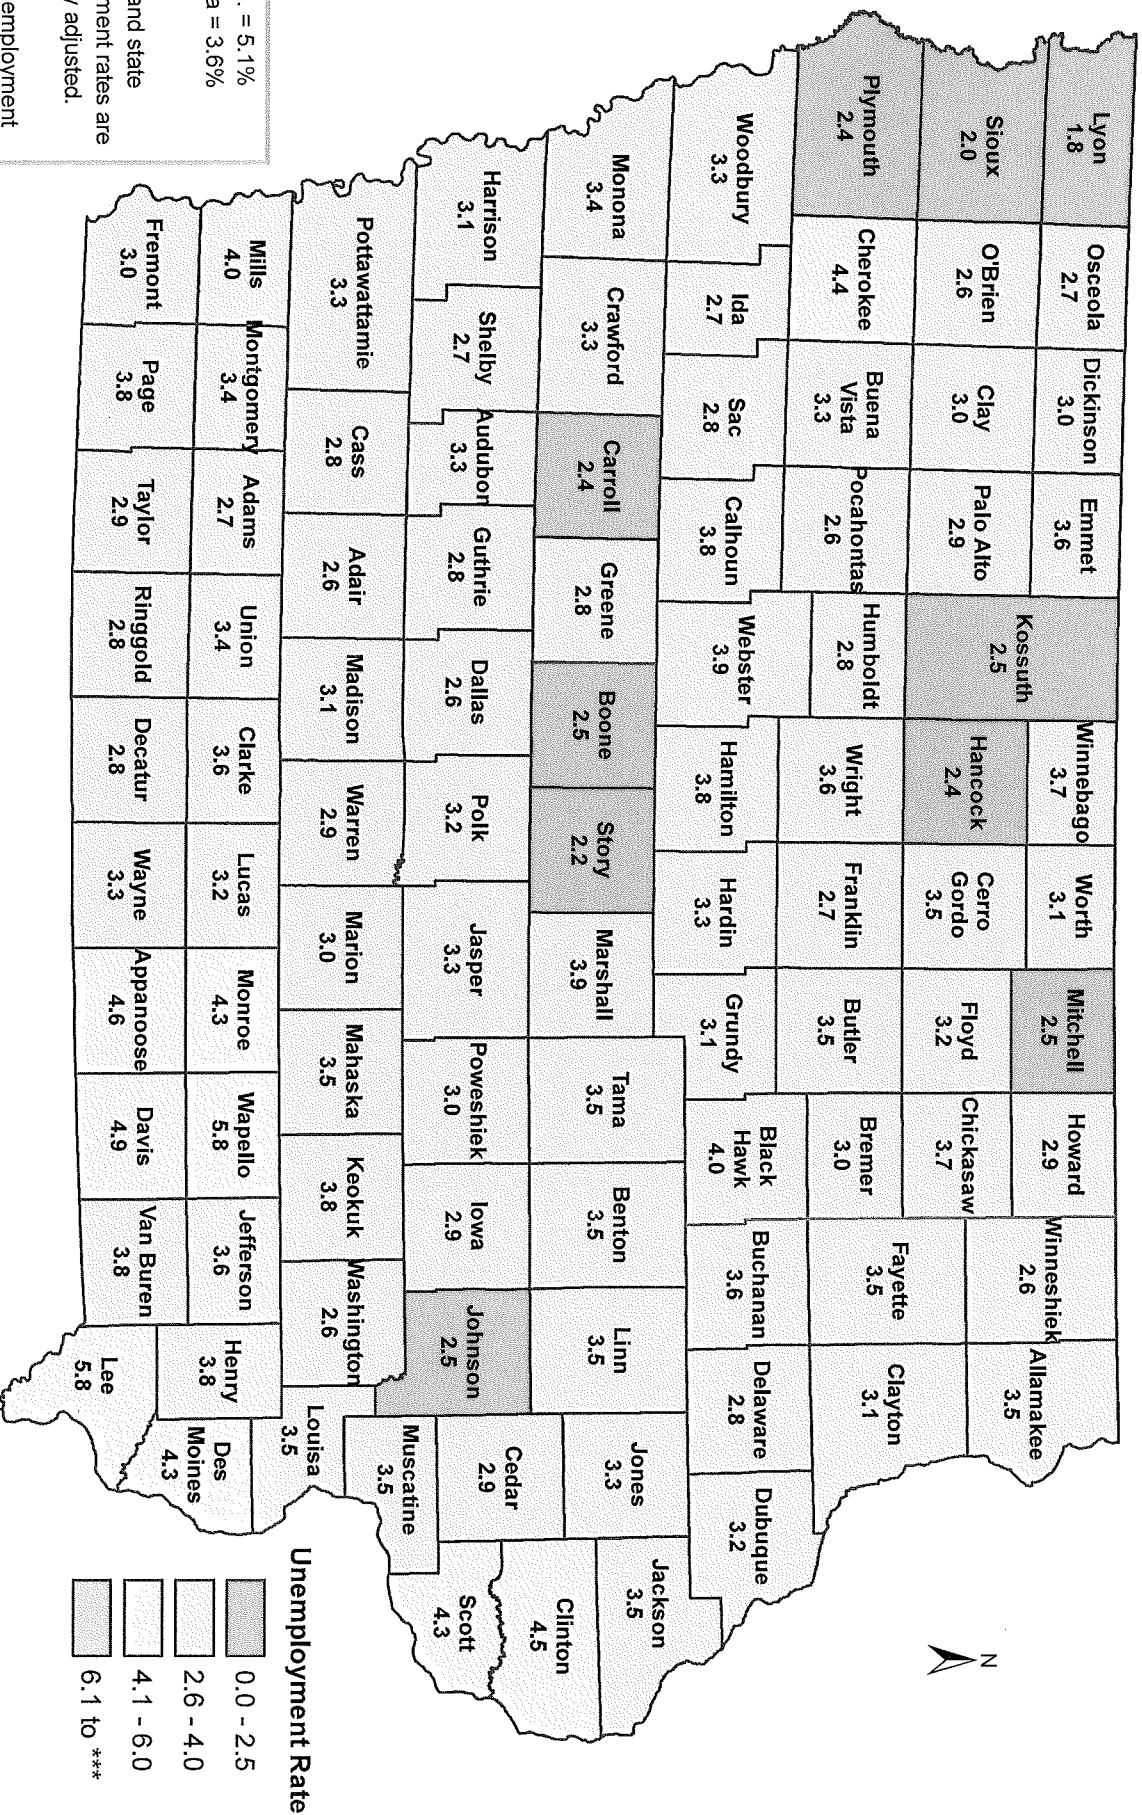 Lyon
1.8
Osceola
2.7
Dickinson
3.0
Emmet
3.6
Kossuth
2.5
Winnebago
3.7
Worth
3.1
Mitchell
2.5
Howard
2.9
Winneshiek
2.6
Allamakee
3.5
Sioux
2.0
O'Brien
2.6
Clay
3.0
Palo Alto
2.9
Hancock
2.4
Cerro
Gordo
3.5
Floyd
3.2
Chickasaw
3.7
Fayette
3.5
Clayton
3.1
Plymouth
2.4
Cherokee
4.4
Buena
Vista
3.3
Pocahontas
2.6
Humboldt
2.8
Wright
3.6
Franklin
2.7
Butler
3.5
Bremer
3.0
Woodbury
3.3
Ida
2.7
Sac
2.8
Calhoun
3.8
Webster
3.9
Hamilton
3.8
Hardin
3.3
Grundy
3.1
Black
Hawk
4.0
Buchanan
3.6
Delaware
2.8
Dubuque
3.2
Monona
3.4
Crawford
3.3
Carroll
2.4
Greene
2.8
Boone
2.5
Story
2.2
Marshall
3.9
Tama
3.5
Benton
3.5
Linn
3.5
Jones
3.3
Jackson
3.5
Clinton
4.5
Harrison
3.1
Shelby
2.7
Audubon
3.3
Guthrie
2.8
Dallas
2.6
Polk
3.2
Jasper
3.3
Poweshiek
3.0
Iowa
2.9
Johnson
2.5
Cedar
2.9
Scott
4.3
Muscatine
3.5
Pottawattamie
3.3
Cass
2.8
Adair
2.6
Madison
3.1
Warren
2.9
Marion
3.0
Mahaska
3.5
Keokuk
3.8
Washington
2.6
Louisa
3.5
Mills
4.0
Montgomery
3.4
Adams
2.7
Union
3.4
Clarke
3.6
Lucas
3.2
Monroe
4.3
Wapello
5.8
Jefferson
3.6
Henry
3.8
Des
Moines
4.3
Fremont
3.0
Page
3.8
Taylor
2.9
Ringgold
2.8
Decatur
2.8
Wayne
3.3
Appanoose
4.6
Davis
4.9
Van Buren
3.8
Lee
5.8
N
Unemployment Rate
0.0 - 2.5
2.6 - 4.0
4.1 - 6.0
6.1 to ***
. = 5.1%
a = 3.6%
and state
ment rates are
y adjusted.
employment